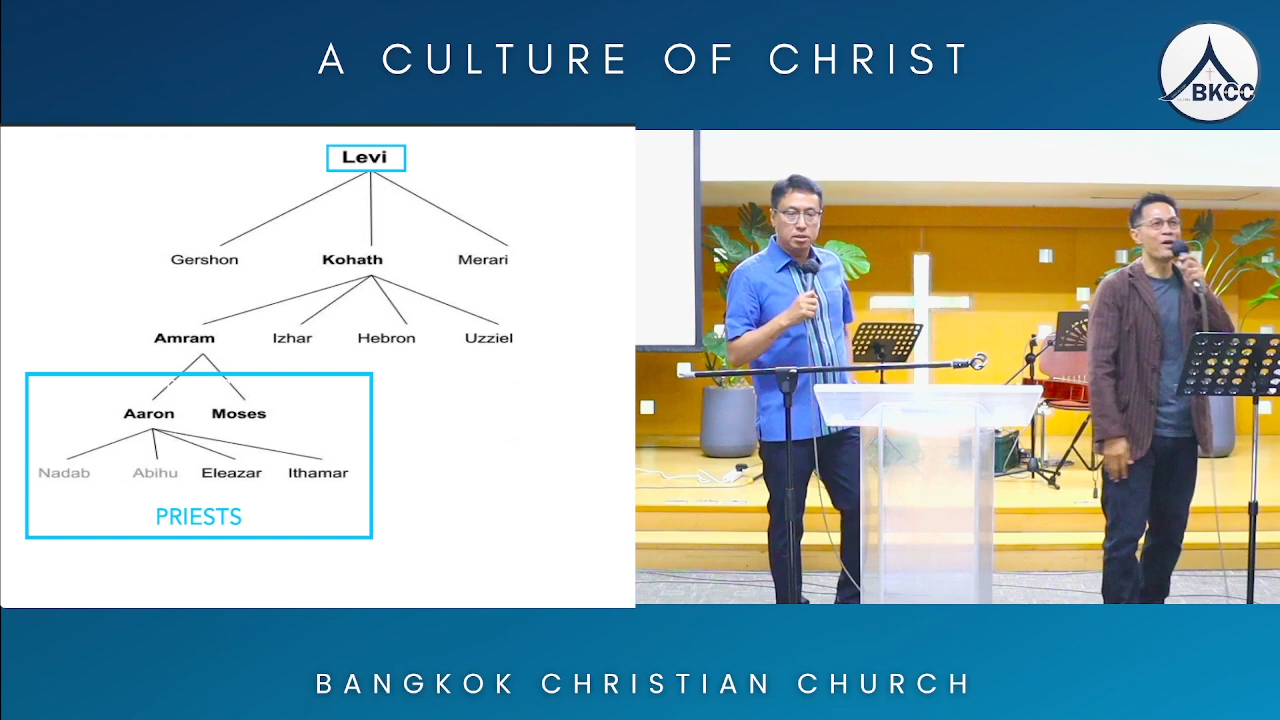 A CULTURE OF CHRIST
BKCC
Levi
Gershon Kohath Merari
Amram Izhar Hebron Uzziel
Aaron Moses
Nadab Abihu Eleazar Ithamar
PRIESTS
BANGKOK CHRISTIAN CHURCH